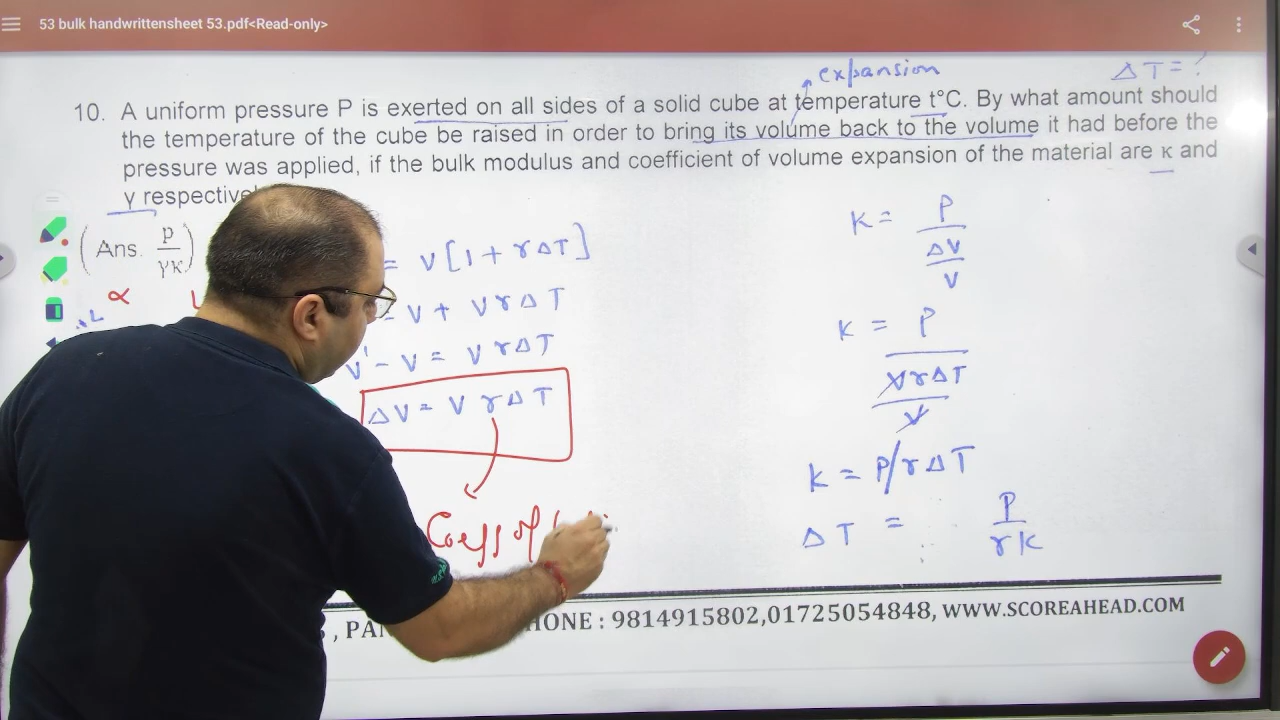 53 bulk handwrittensheet 53.pdf<Read-only>
expansion
ΔT = ?
10. A uniform pressure P is exerted on all sides of a solid cube at temperature t°C. By what amount should
the temperature of the cube be raised in order to bring its volume back to the volume it had before the
pressure was applied, if the bulk modulus and coefficient of volume expansion of the material are κ and
γ respectivel
(Ans. p/γκ)
α
= V[1 + γΔT]
= V + VγΔT
V' - V = VγΔT
ΔV = VγΔT
Coeff of
K = P / (ΔV/V)
K = P / (VγΔT/V)
K = P/γΔT
ΔT = P/γK
, PAN
HONE : 9814915802,01725054848, WWW.SCOREAHEAD.COM